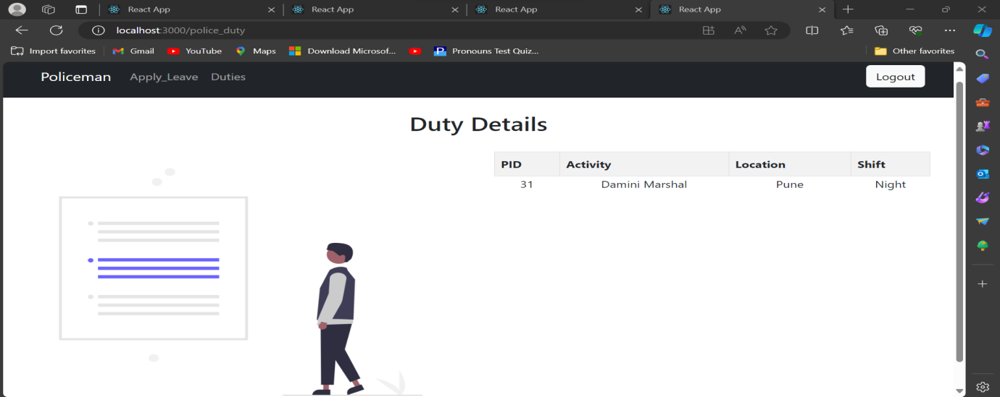 React App React App React App React App
localhost:3000/police_duty
Import favorites Gmail YouTube Maps Download Microsof... Pronouns Test Quiz... Other favorites
Policeman Apply_Leave Duties Logout
Duty Details
PID Activity Location Shift
31 Damini Marshal Pune Night